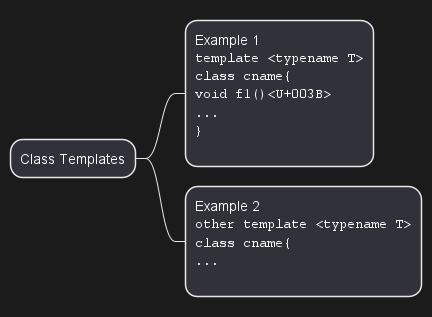 Class Templates
Example 1
template <typename T>
class cname{
void f1()<U+003B>
...
}
Example 2
other template <typename T>
class cname{
...